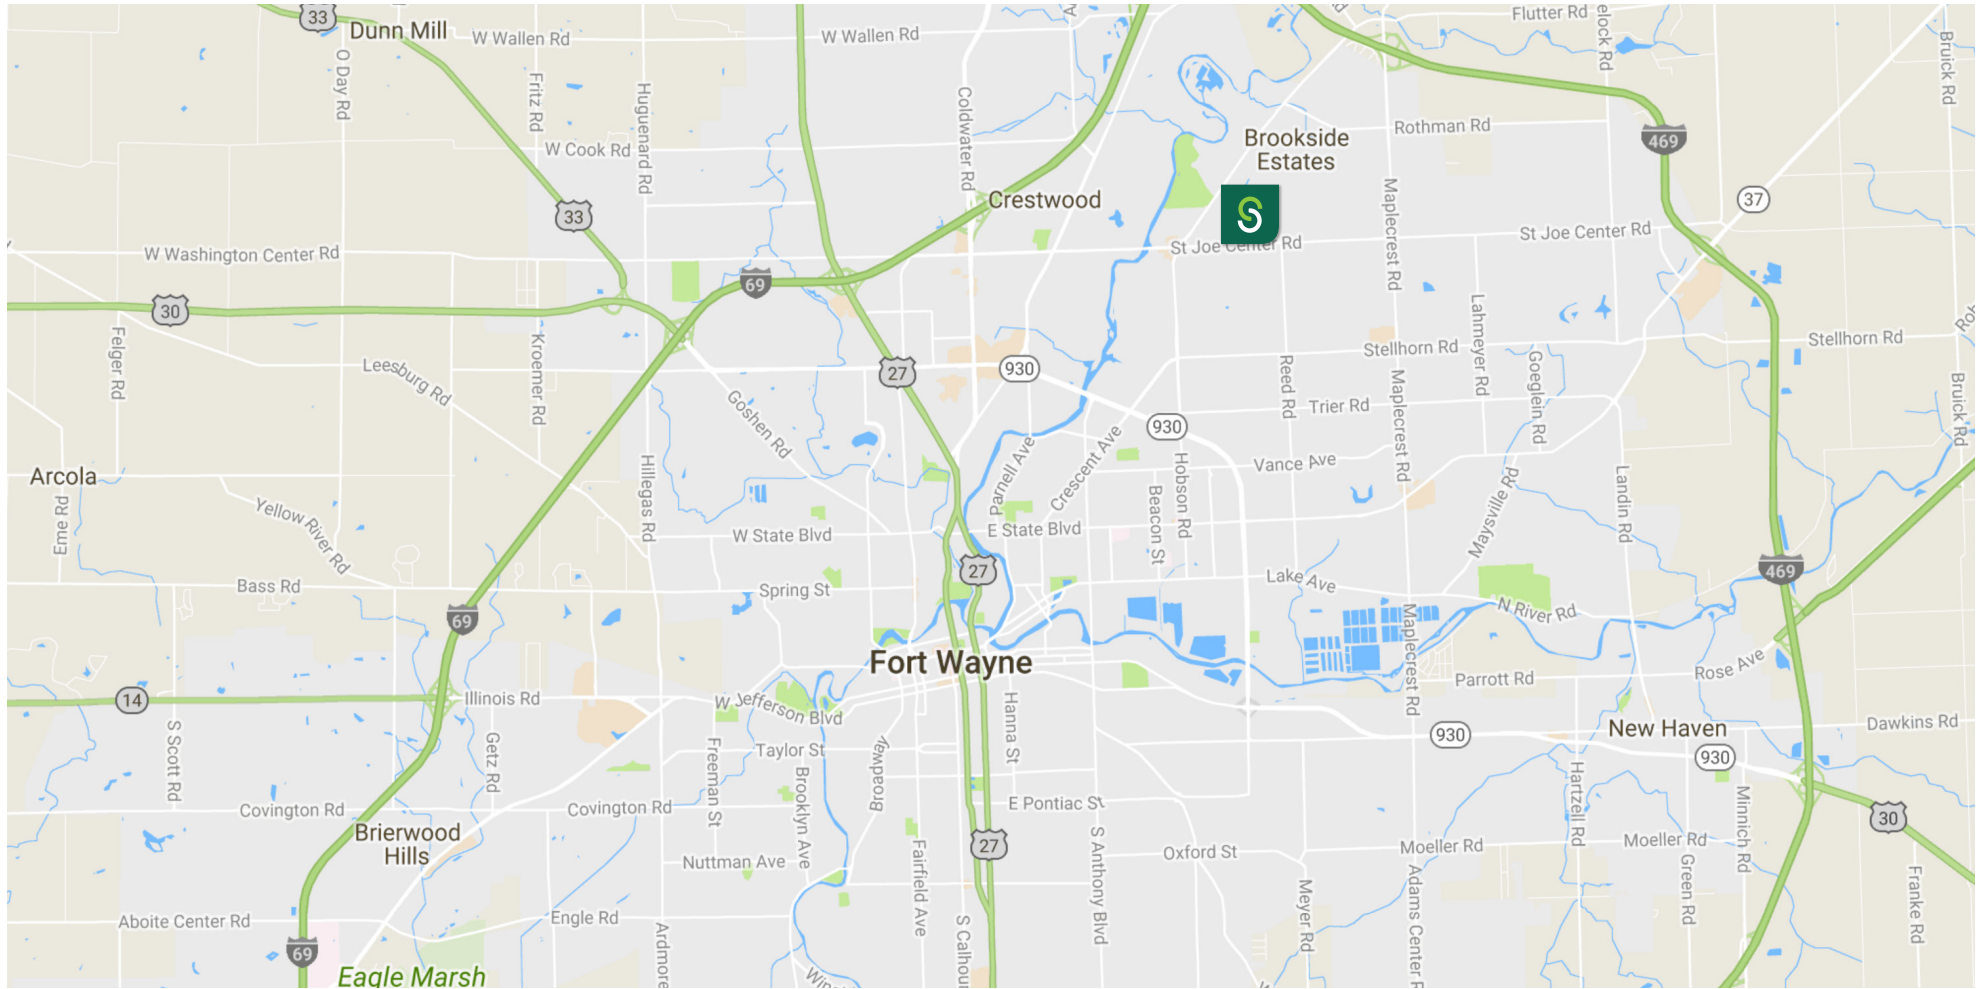 33
Dunn Mill
W Wallen Rd
W Wallen Rd
Flutter Rd
elock Rd
Bruick Rd
O Day Rd
Fritz Rd
Huguenard Rd
Coldwater Rd
W Cook Rd
Brookside
Estates
Rothman Rd
469
33
Crestwood
Maplecrest Rd
37
W Washington Center Rd
St Joe Center Rd
St Joe Center Rd
69
30
Felger Rd
Kroemer Rd
Leesburg Rd
Goshen Rd
27
930
Reed Rd
Stellhorn Rd
Lahmeyer Rd
Goeglein Rd
Stellhorn Rd
Bruick Rd
Trier Rd
Maplecrest Rd
930
Arcola
Eme Rd
Yellow River Rd
Hillegas Rd
Parnell Ave
Crescent Ave
Hobson Rd
Beacon St
Vance Ave
Maysville Rd
Landin Rd
W State Blvd
E State Blvd
27
469
Bass Rd
Spring St
Lake Ave
N River Rd
69
Fort Wayne
Maplecrest Rd
Rose Ave
14
Illinois Rd
W Jefferson Blvd
Parrott Rd
S Scott Rd
Getz Rd
Freeman St
Taylor St
Broadway
Hanna St
930
New Haven
Dawkins Rd
930
Covington Rd
Covington Rd
Brooklyn Ave
E Pontiac St
Hartzell Rd
Minnich Rd
30
Brierwood
Hills
Nuttman Ave
Fairfield Ave
27
S Anthony Blvd
Oxford St
Moeller Rd
Moeller Rd
Green Rd
Franke Rd
Aboite Center Rd
Engle Rd
Ardmore
S Calhou
Meyer Rd
Adams Center R
69
Eagle Marsh